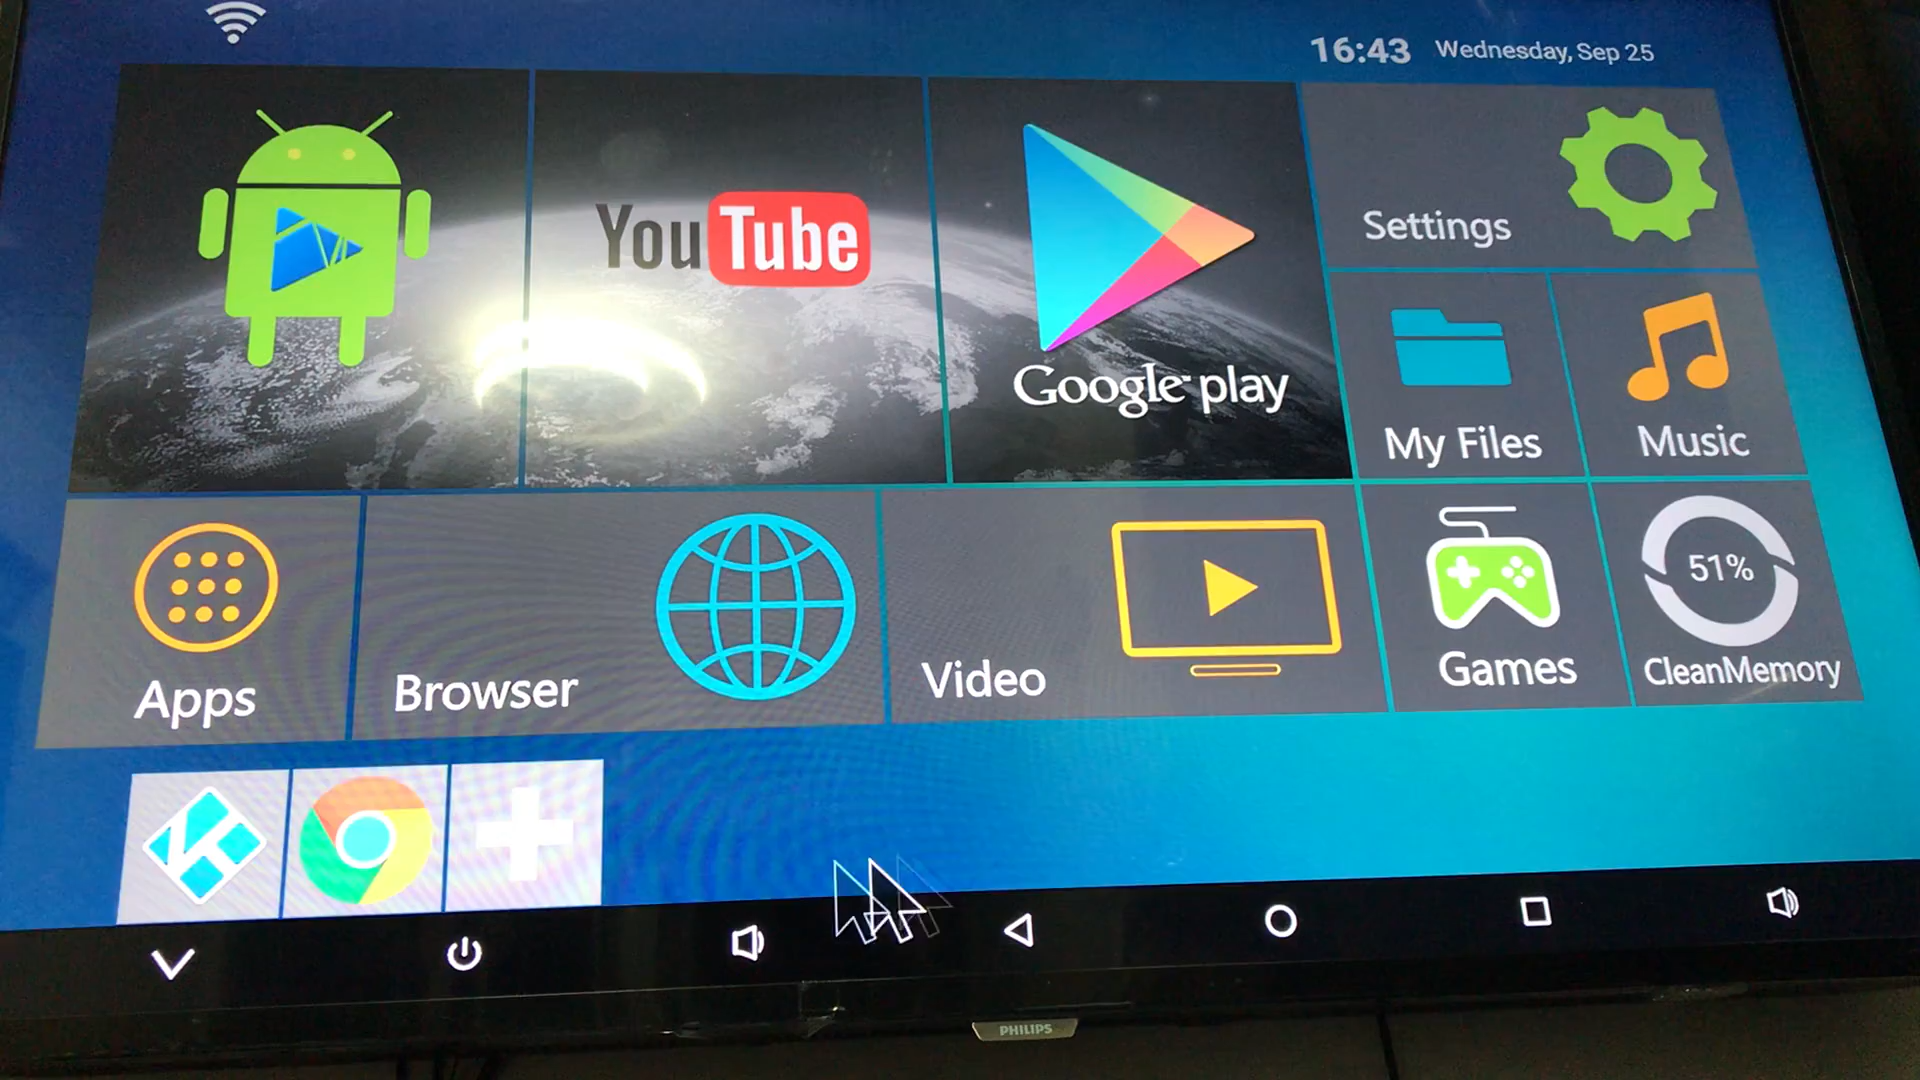 16:43 Wednesday, Sep 25
YouTube
Google play
Settings
My Files
Music
Apps
Browser
Video
Games
51%
CleanMemory
PHILIPS